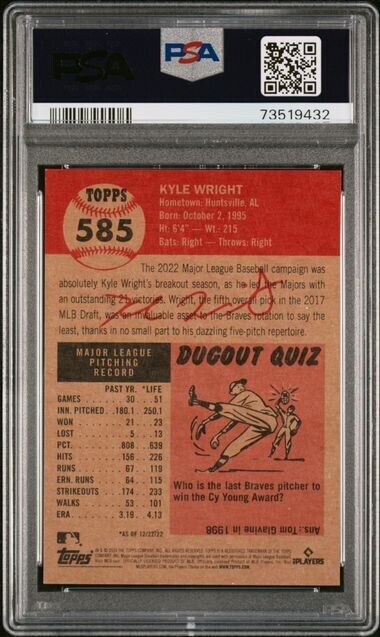 PSA
PSA
73519432
TOPPS
585
KYLE WRIGHT
Hometown: Huntsville, AL
Born: October 2, 1995
Ht: 6'4" — Wt.: 215
Bats: Right — Throws: Right
The 2022 Major League Baseball campaign was
absolutely Kyle Wright's breakout season, as he led the Majors with
an outstanding 21 victories. Wright, the fifth overall pick in the 2017
MLB Draft, was an invaluable asset to the Braves rotation to say the
least, thanks in no small part to his dazzling five-pitch repertoire.
MAJOR LEAGUE
PITCHING
RECORD
PAST YR. *LIFE
GAMES 30 51
INN. PITCHED 180.1 250.1
WON 21 23
LOST 5 13
PCT. .808 .639
HITS 156 226
RUNS 67 119
ERN. RUNS 64 115
STRIKEOUTS 174 233
WALKS 53 101
ERA 3.19 4.13
*AS OF 12/22/22
DUGOUT QUIZ
Who is the last Braves pitcher to
win the Cy Young Award?
Ans.: Tom Glavine in 1998
topps
PLAYERS